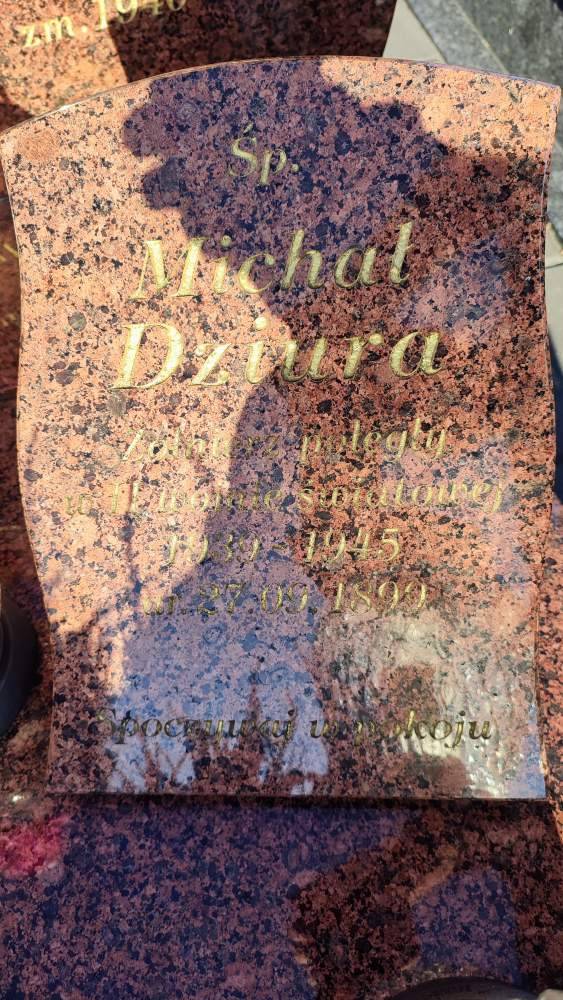 zm. 1940
Śp.
Michał
Dziura
Żołnierz poległy
w II wojnie światowej
1939 - 1945
ur. 27.09.1899
Spoczywaj w pokoju